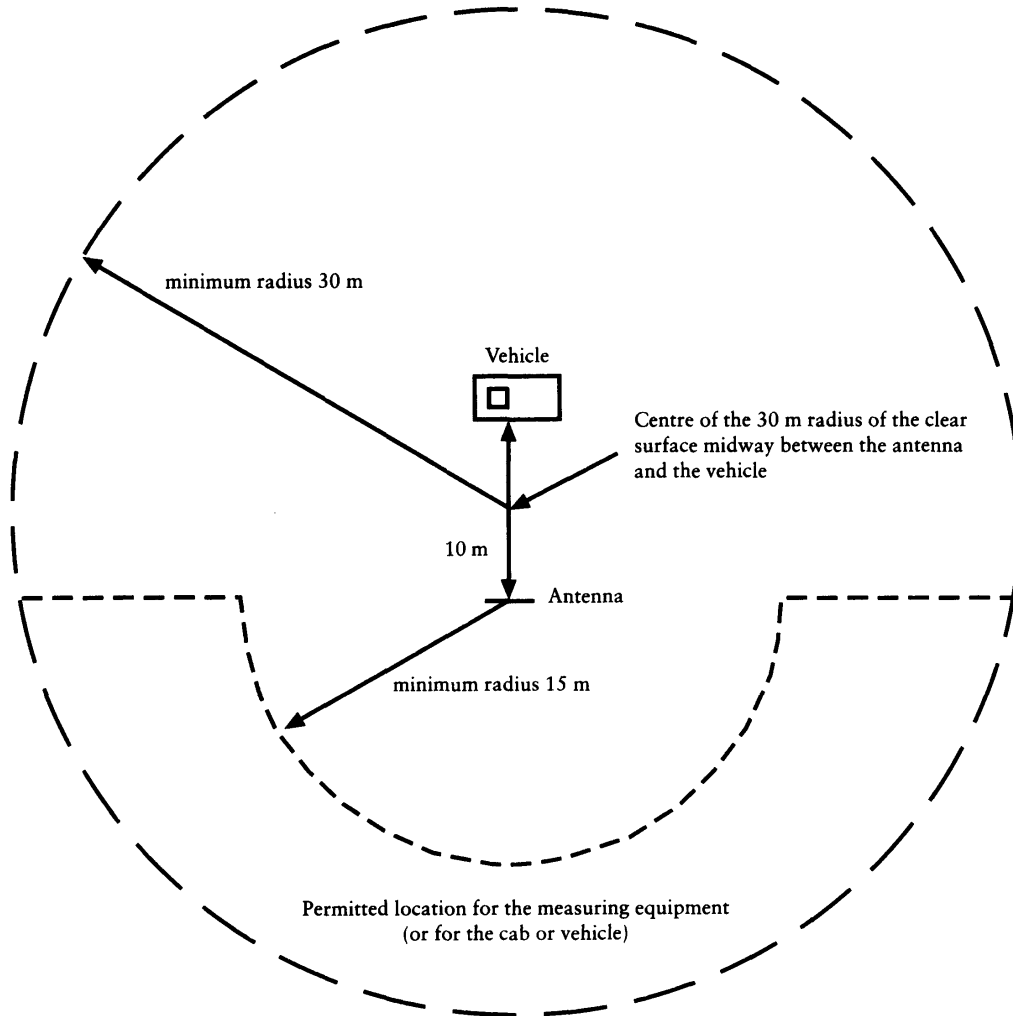 minimum radius 30 m
Vehicle
Centre of the 30 m radius of the clear
surface midway between the antenna
and the vehicle
10 m
Antenna
minimum radius 15 m
Permitted location for the measuring equipment
(or for the cab or vehicle)